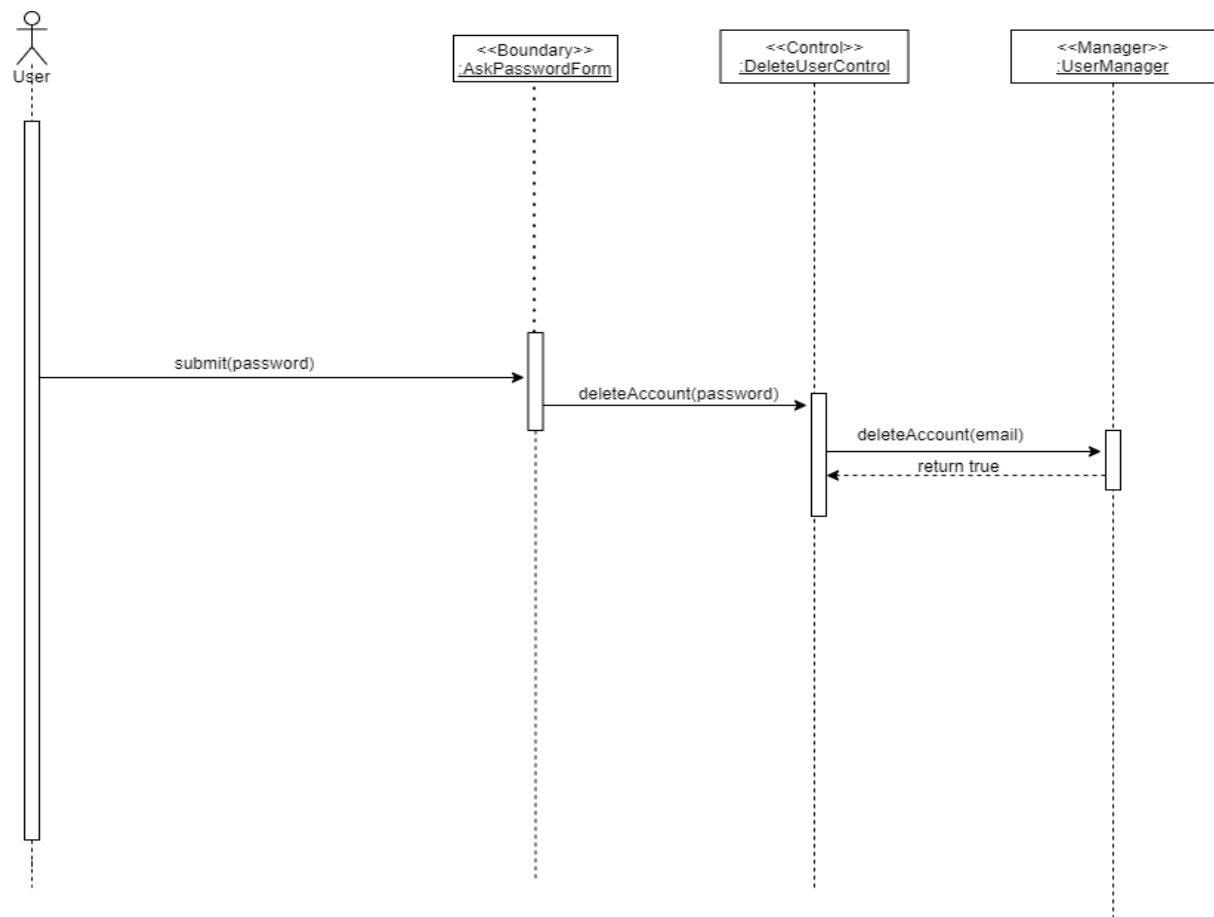 User
<<Boundary>>
:AskPasswordForm
<<Control>>
:DeleteUserControl
<<Manager>>
:UserManager
submit(password)
deleteAccount(password)
deleteAccount(email)
return true